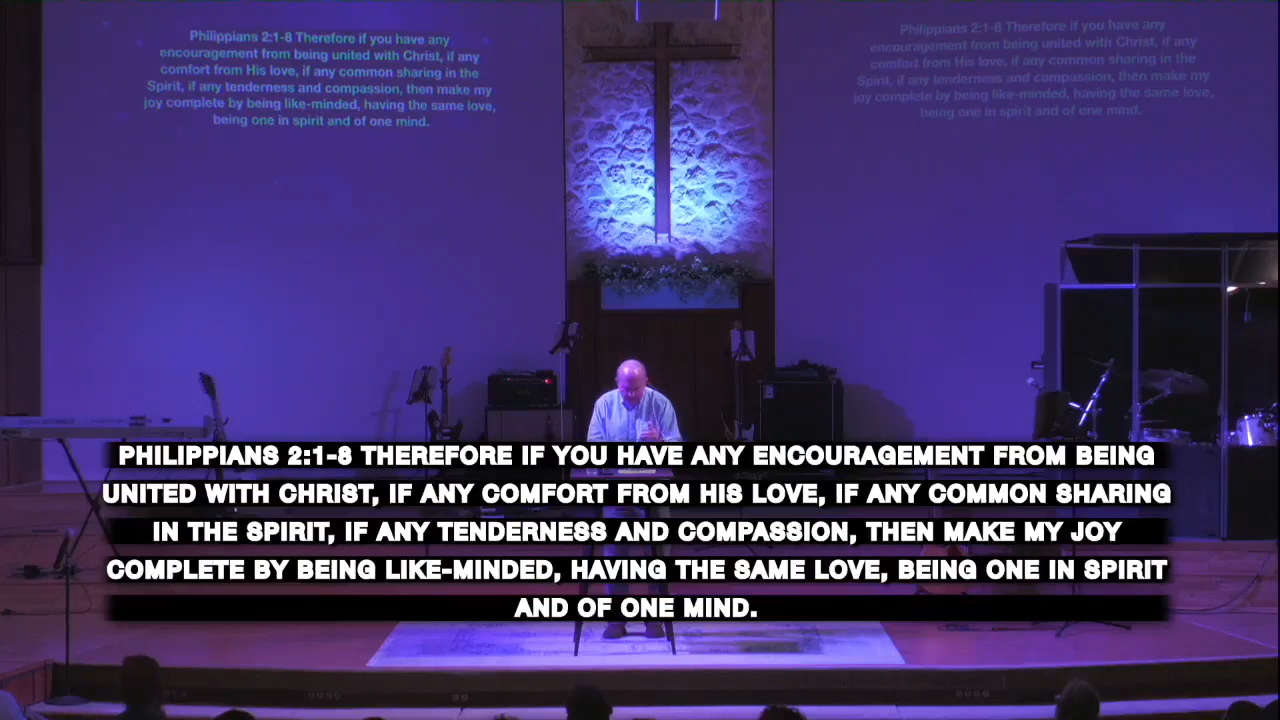 Philippians 2:1-8 Therefore if you have any
encouragement from being united with Christ, if any
comfort from His love, if any common sharing in the
Spirit, if any tenderness and compassion, then make my
joy complete by being like-minded, having the same love,
being one in spirit and of one mind.
Philippians 2:1-8 Therefore if you have any
encouragement from being united with Christ, if any
comfort from His love, if any common sharing in the
Spirit, if any tenderness and compassion, then make my
joy complete by being like-minded, having the same love,
being one in spirit and of one mind.
PHILIPPIANS 2:1-8 THEREFORE IF YOU HAVE ANY ENCOURAGEMENT FROM BEING
UNITED WITH CHRIST, IF ANY COMFORT FROM HIS LOVE, IF ANY COMMON SHARING
IN THE SPIRIT, IF ANY TENDERNESS AND COMPASSION, THEN MAKE MY JOY
COMPLETE BY BEING LIKE-MINDED, HAVING THE SAME LOVE, BEING ONE IN SPIRIT
AND OF ONE MIND.